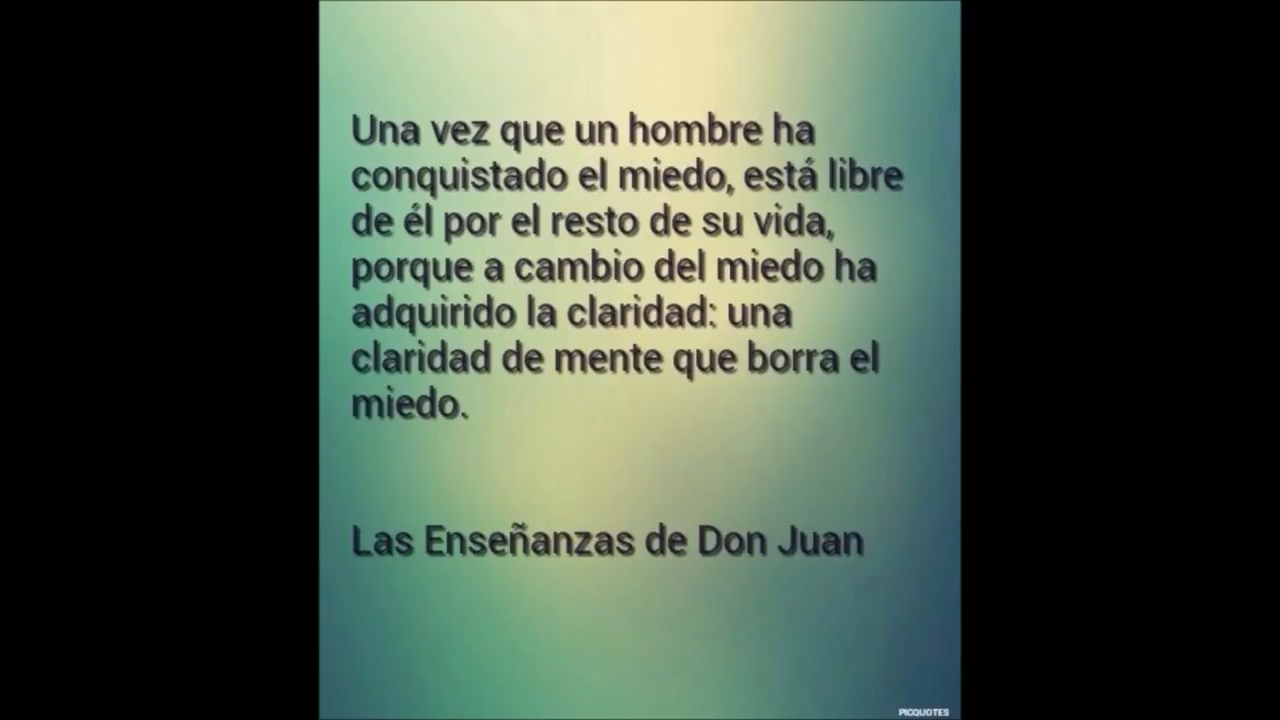 Una vez que un hombre ha
conquistado el miedo, está libre
de él por el resto de su vida,
porque a cambio del miedo ha
adquirido la claridad: una
claridad de mente que borra el
miedo.
Las Enseñanzas de Don Juan
PICQUOTES